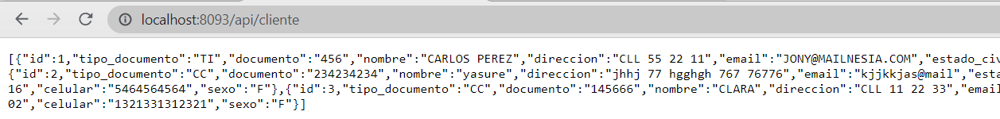 localhost:8093/api/cliente
[{"id":1,"tipo_documento":"TI","documento":"456","nombre":"CARLOS PEREZ","direccion":"CLL 55 22 11","email":"JONY@MAILNESIA.COM","estado_civ
{"id":2,"tipo_documento":"CC","documento":"234234234","nombre":"yasure","direccion":"jhhj 77 hgghgh 767 76776","email":"kjjkkjas@mail","esta
16","celular":"5464564564","sexo":"F"},{"id":3,"tipo_documento":"CC","documento":"145666","nombre":"CLARA","direccion":"CLL 11 22 33","email
02","celular":"1321331312321","sexo":"F"}]